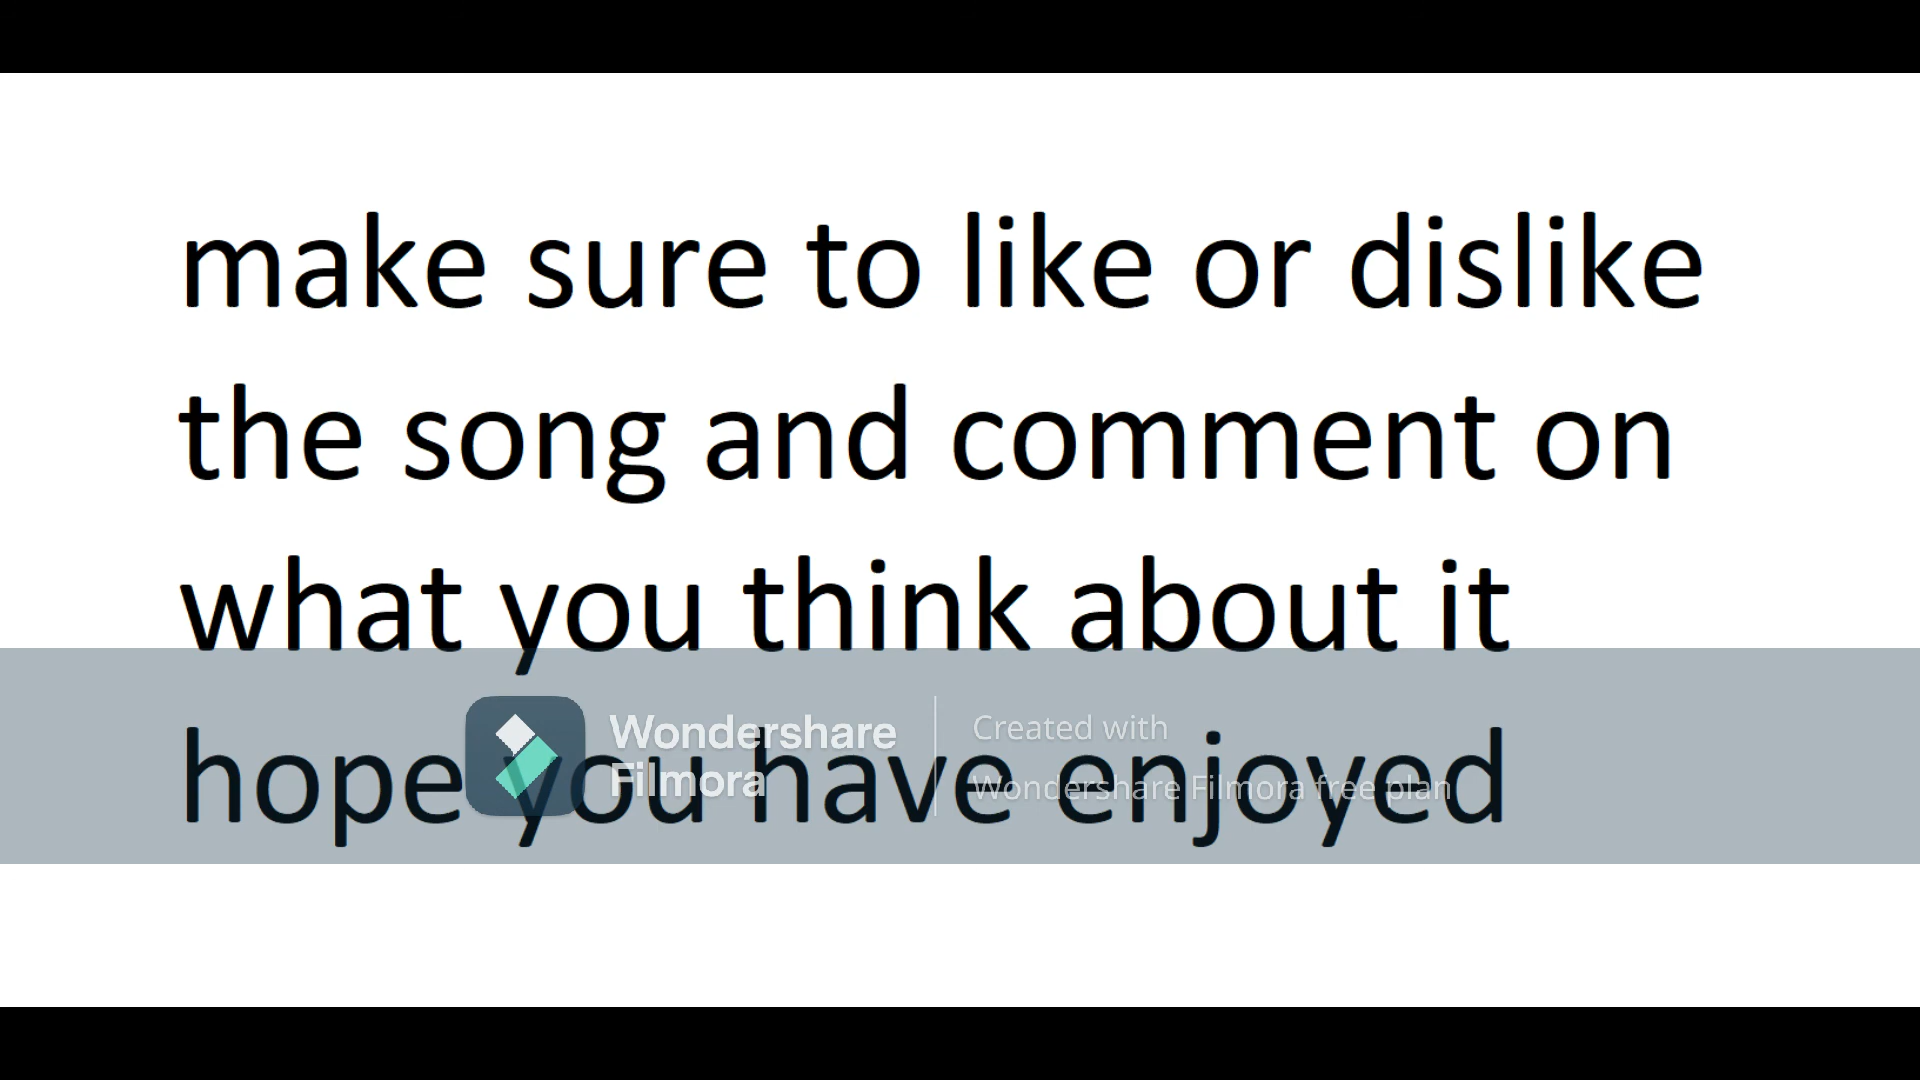 make sure to like or dislike
the song and comment on
what you think about it
hope you have enjoyed
Wondershare
Filmora
Created with
Wondershare Filmora free plan